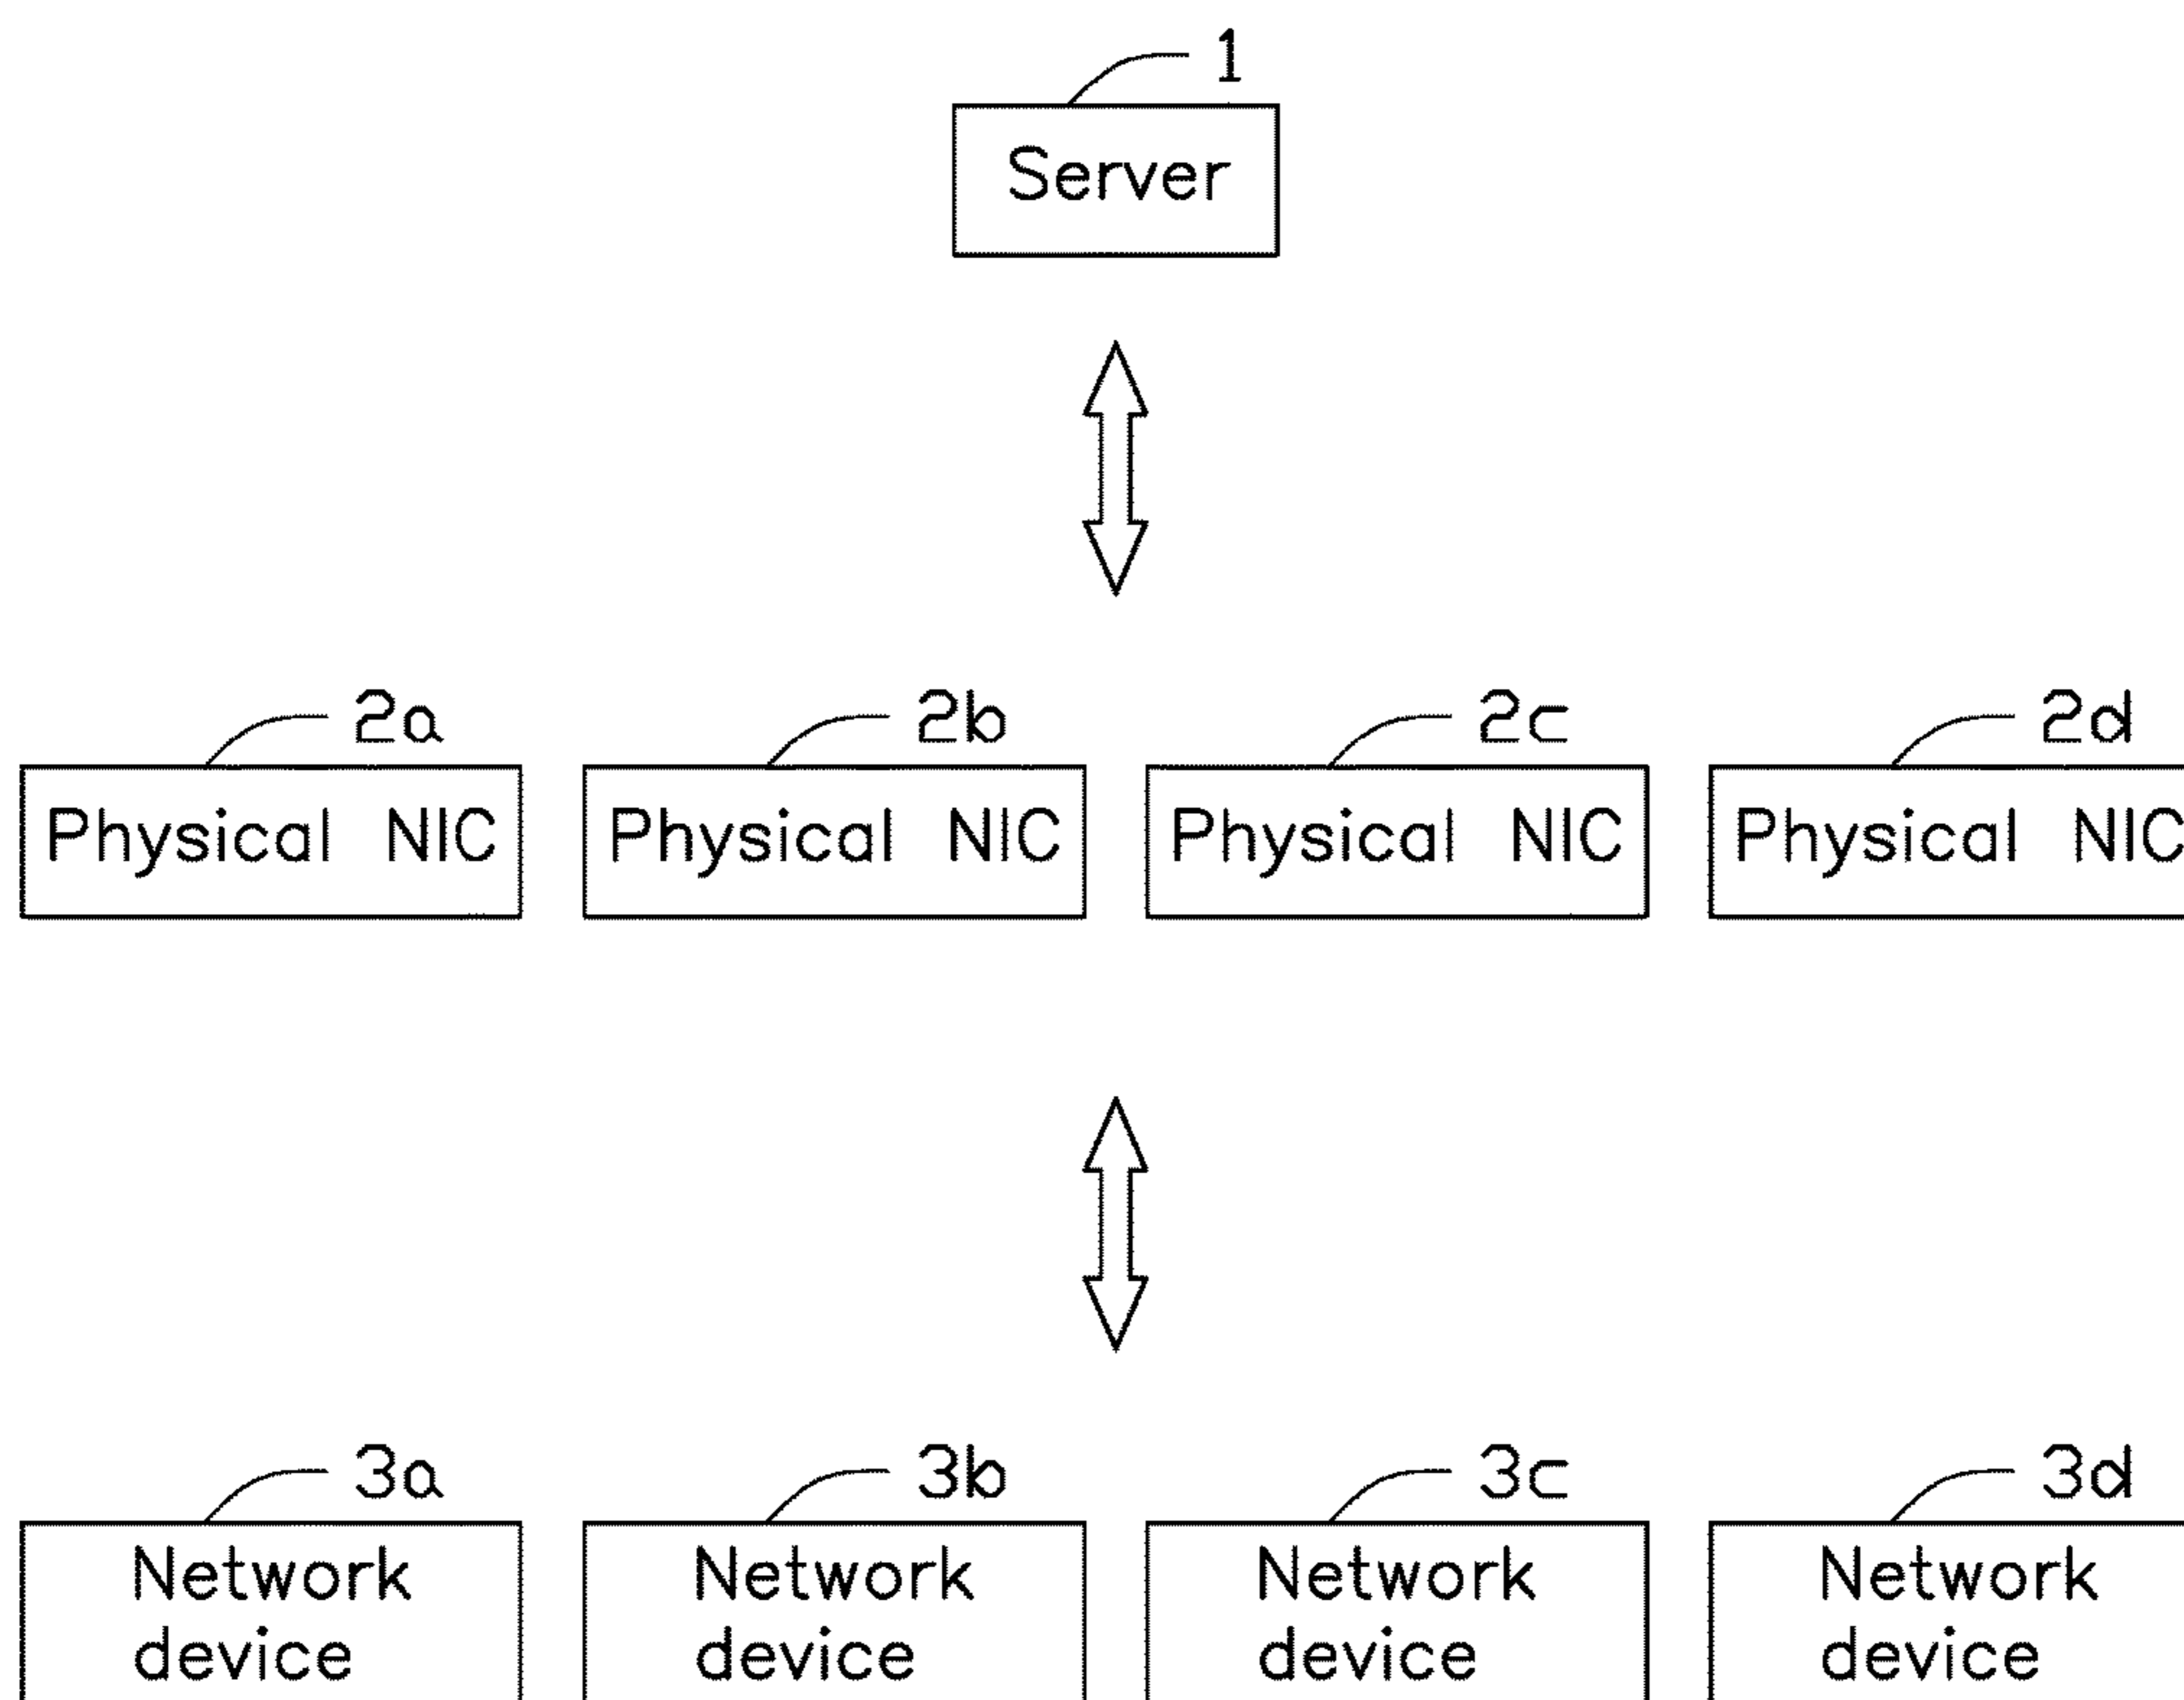 1
Server
2a 2b 2c 2d
Physical NIC Physical NIC Physical NIC Physical NIC
3a 3b 3c 3d
Network Network Network Network
device device device device